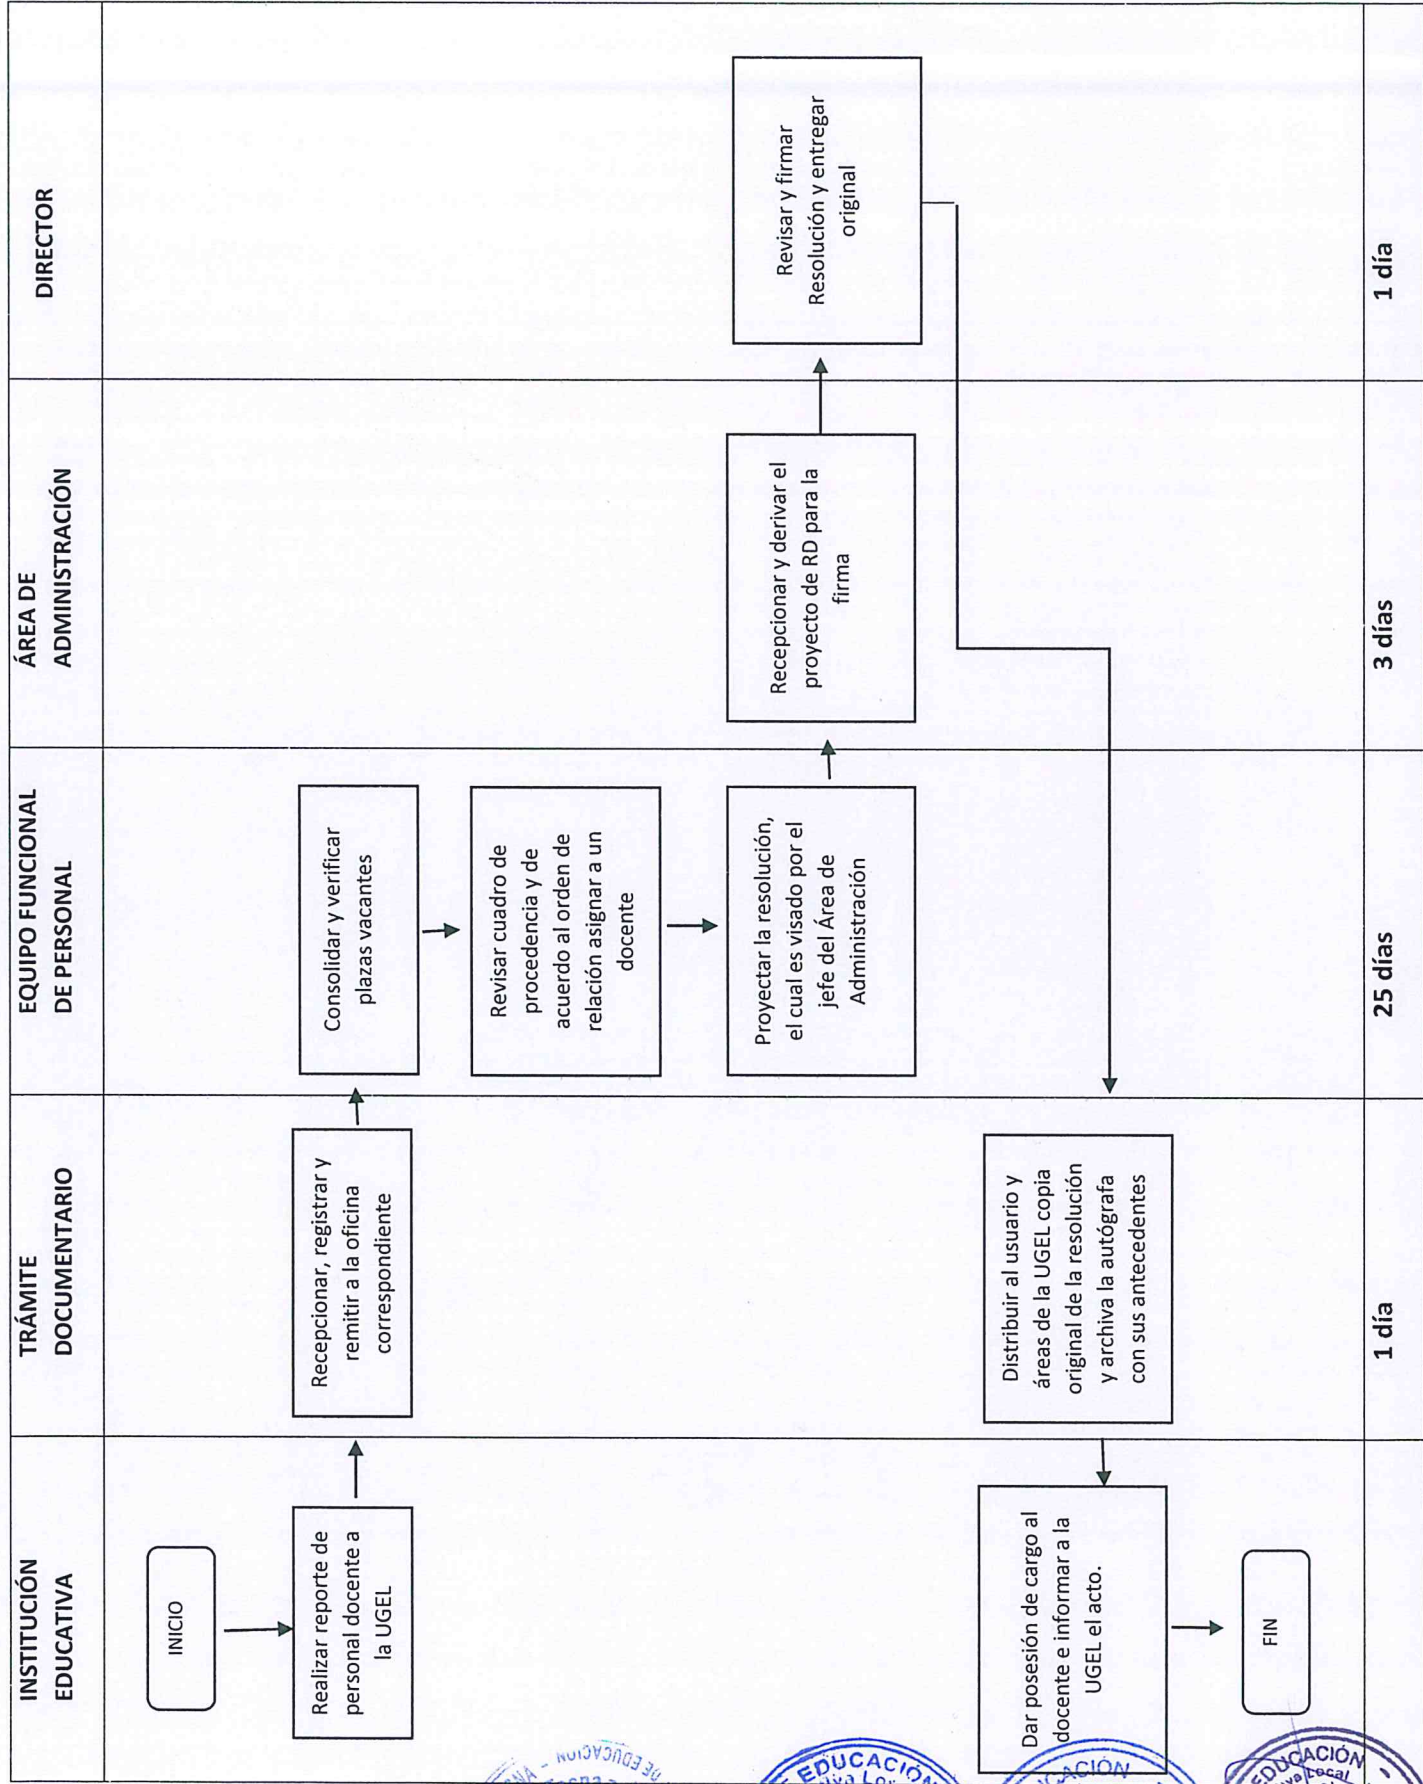 INSTITUCIÓN
EDUCATIVA
TRÁMITE
DOCUMENTARIO
EQUIPO FUNCIONAL
DE PERSONAL
ÁREA DE
ADMINISTRACIÓN
DIRECTOR
INICIO
Realizar reporte de
personal docente a
la UGEL
Recepcionar, registrar y
remitir a la oficina
correspondiente
Consolidar y verificar
plazas vacantes
Revisar cuadro de
procedencia y de
acuerdo al orden de
relación asignar a un
docente
Proyectar la resolución,
el cual es visado por el
jefe del Área de
Administración
Recepcionar y derivar el
proyecto de RD para la
firma
Revisar y firmar
Resolución y entregar
original
Distribuir al usuario y
áreas de la UGEL copia
original de la resolución
y archiva la autógrafa
con sus antecedentes
Dar posesión de cargo al
docente e informar a la
UGEL el acto.
FIN
1 día
25 días
3 días
1 día
DE EDUCACIÓN
EDUCACIÓN
EDUCACIÓN
Local